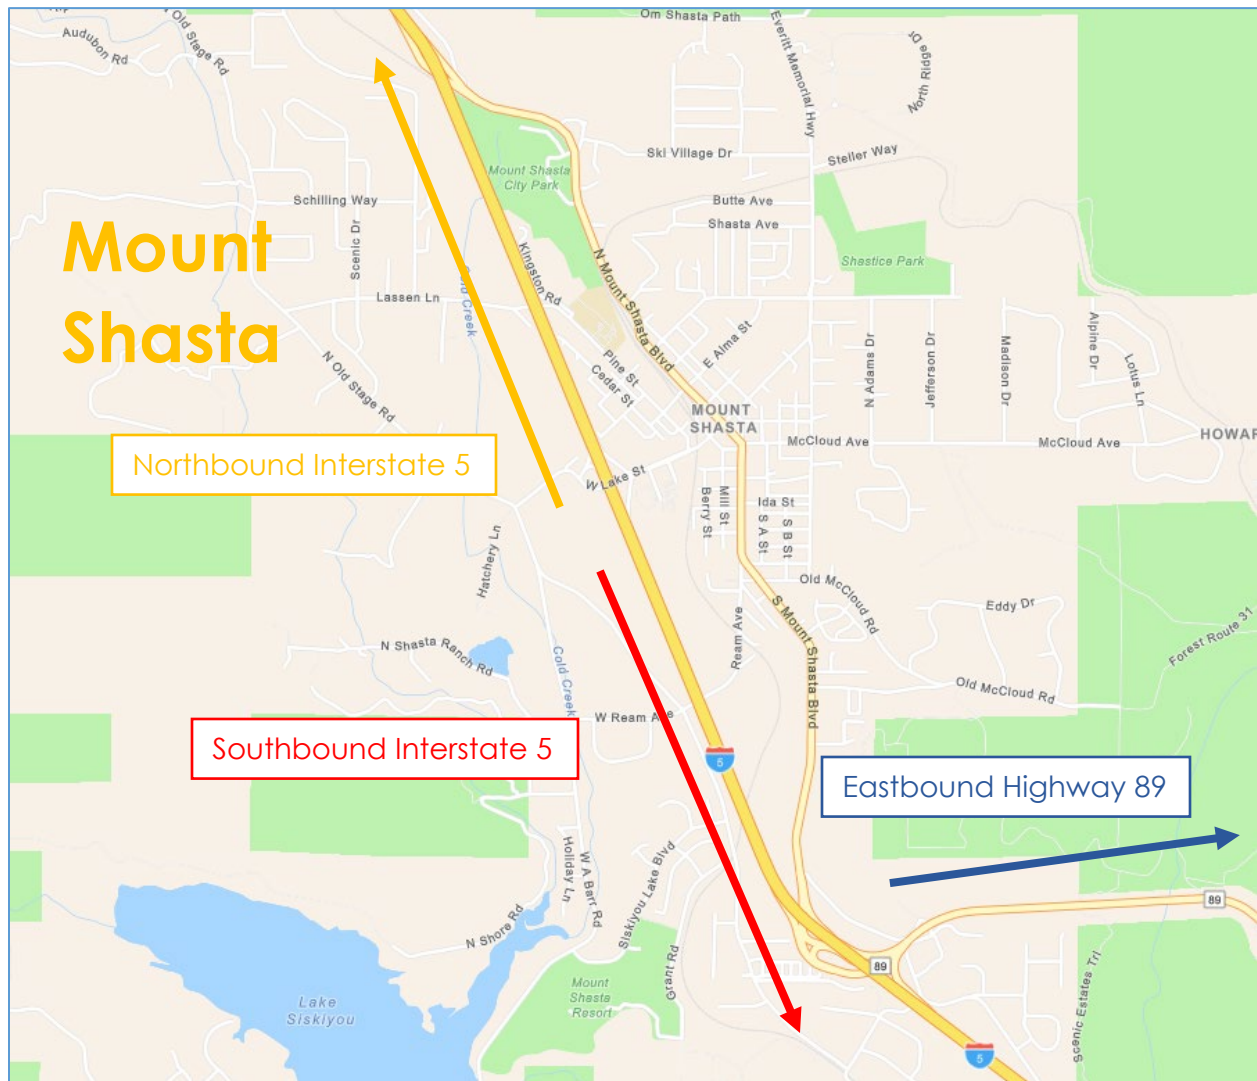 Om Shasta Path
Old Stage Rd
Audubon Rd
Everitt Memorial Hwy
North Ridge Dr
Ski Village Dr
Steller Way
Mount Shasta
City Park
Schilling Way
Butte Ave
Shasta Ave
Mount
Shasta
Scenic Dr
Kingston Rd
N Mount Shasta Blvd
Shastice Park
Cold Creek
Lassen Ln
E Alma St
Alpine Dr
N Adams Dr
Jefferson Dr
Madison Dr
Lotus Ln
N Old Stage Rd
Pine St
Cedar St
MOUNT
SHASTA
McCloud Ave
McCloud Ave
HOWAR
Northbound Interstate 5
W Lake St
Berry St
Mill St
Ida St
S A St
S B St
Hatchery Ln
Old McCloud Rd
Eddy Dr
S Mount Shasta Blvd
Forest Route 31
N Shasta Ranch Rd
Cold Creek
Ream Ave
Old McCloud Rd
W Ream Ave
Southbound Interstate 5
5
Eastbound Highway 89
Holiday Ln
W A Barr Rd
Siskiyou Lake Blvd
89
N Shore Rd
Grant Rd
89
Mount
Shasta
Resort
Lake
Siskiyou
Scenic Estates Trl
5